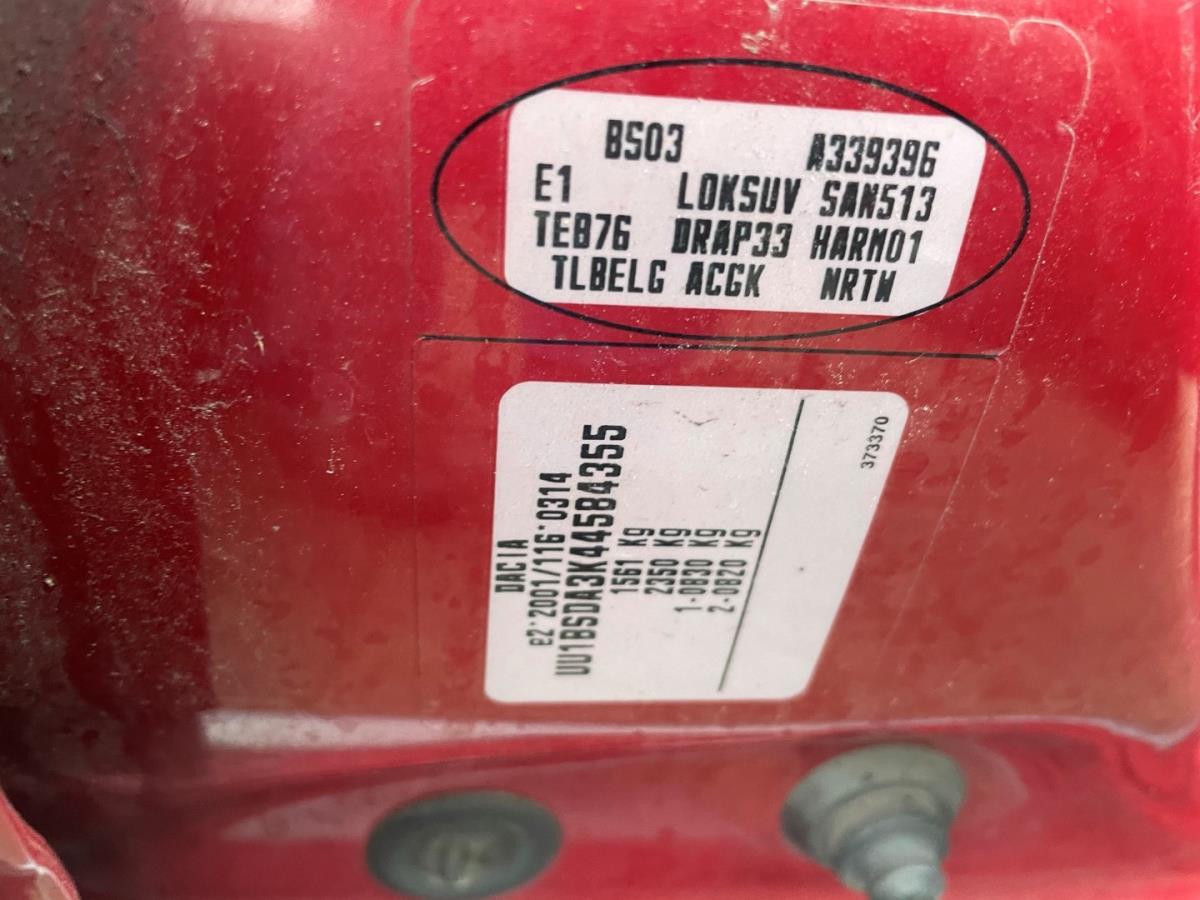 BS03 A339396
E1 LOKSUV SAN513
TEB76 DRAP33 HARM01
TLBELG ACGK NRTW
DACIA
e2*2001/116*0314
UU1BSDA3K44584355
1561 Kg
2350 Kg
1-0830 Kg
2-0820 Kg
373370